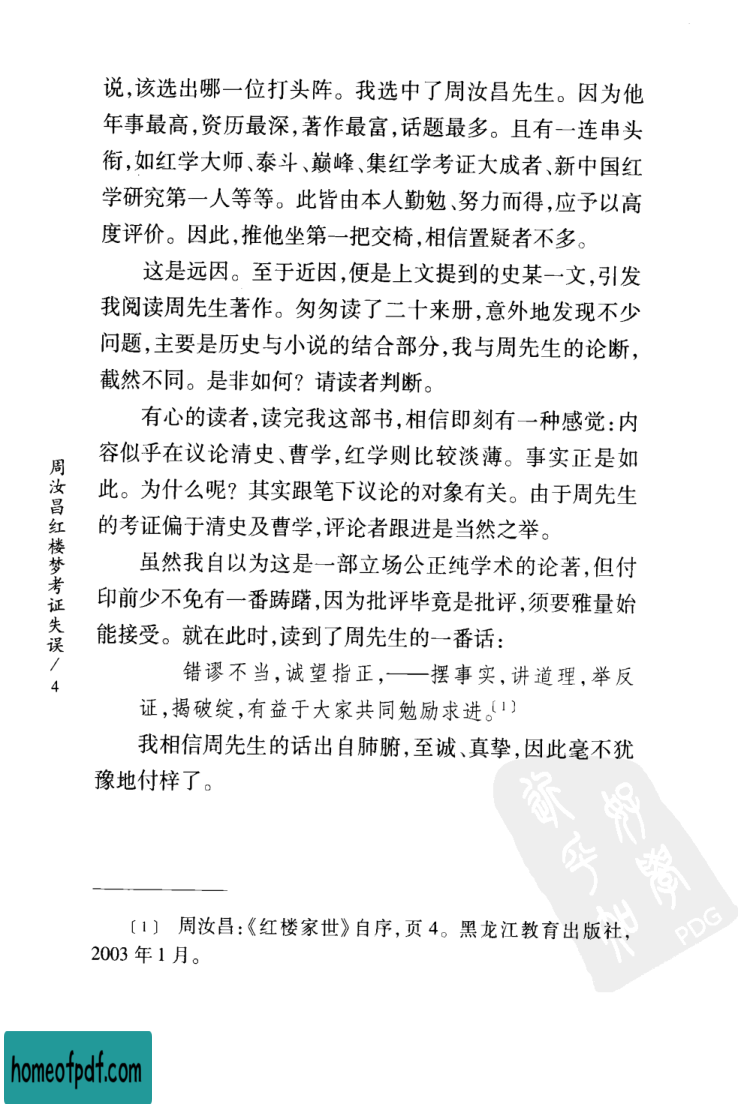 说,该选出哪一位打头阵。我选中了周汝昌先生。因为他
年事最高,资历最深,著作最富,话题最多。且有一连串头
衔,如红学大师、泰斗、巅峰、集红学考证大成者、新中国红
学研究第一人等等。此皆由本人勤勉、努力而得,应予以高
度评价。因此,推他坐第一把交椅,相信置疑者不多。
这是远因。至于近因,便是上文提到的史某一文,引发
我阅读周先生著作。匆匆读了二十来册,意外地发现不少
问题,主要是历史与小说的结合部分,我与周先生的论断,
截然不同。是非如何?请读者判断。
有心的读者,读完我这部书,相信即刻有一种感觉:内
容似乎在议论清史、曹学,红学则比较淡薄。事实正是如
此。为什么呢?其实跟笔下议论的对象有关。由于周先生
的考证偏于清史及曹学,评论者跟进是当然之举。
虽然我自以为这是一部立场公正纯学术的论著,但付
印前少不免有一番踌躇,因为批评毕竟是批评,须要雅量始
能接受。就在此时,读到了周先生的一番话:
错谬不当,诚望指正,——摆事实,讲道理,举反
证,揭破绽,有益于大家共同勉励求进。〔1〕
我相信周先生的话出自肺腑,至诚、真挚,因此毫不犹
豫地付梓了。
〔1〕 周汝昌:《红楼家世》自序,页4。黑龙江教育出版社,
2003年1月。
周汝昌红楼梦考证失误/4
PDG
homeofpdf.com